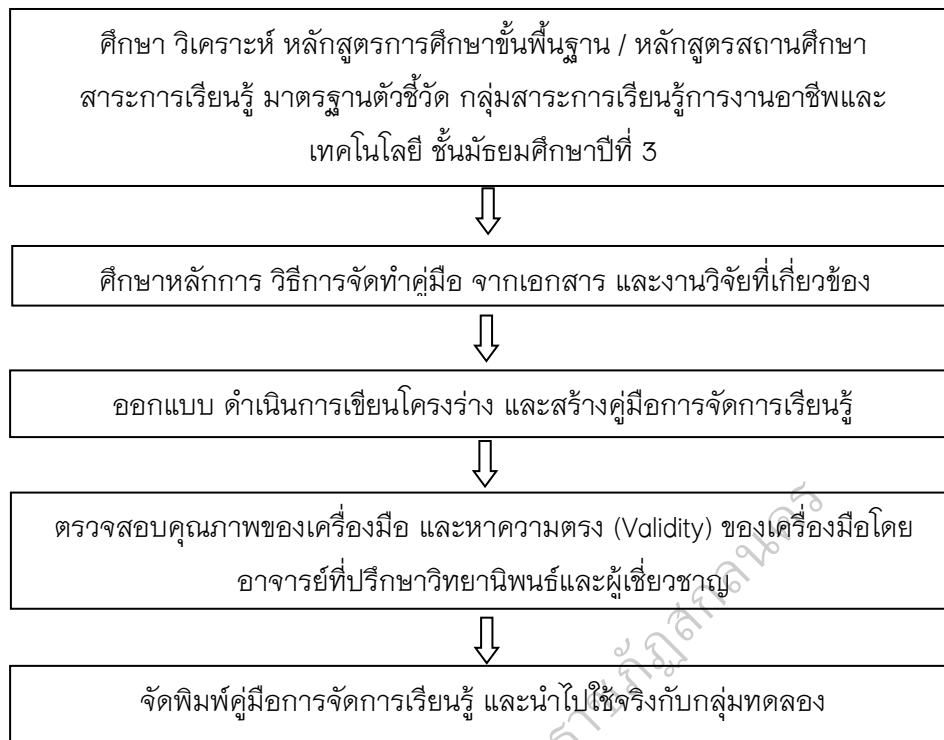 ศึกษา วิเคราะห์ หลักสูตรการศึกษาขั้นพื้นฐาน / หลักสูตรสถานศึกษา
สาระการเรียนรู้ มาตรฐานตัวชี้วัด กลุ่มสาระการเรียนรู้การงานอาชีพและ
เทคโนโลยี ชั้นมัธยมศึกษาปีที่ 3
ศึกษาหลักการ วิธีการจัดทำคู่มือ จากเอกสาร และงานวิจัยที่เกี่ยวข้อง
ออกแบบ ดำเนินการเขียนโครงร่าง และสร้างคู่มือการจัดการเรียนรู้
ตรวจสอบคุณภาพของเครื่องมือ และหาความตรง (Validity) ของเครื่องมือโดย
อาจารย์ที่ปรึกษาวิทยานิพนธ์และผู้เชี่ยวชาญ
จัดพิมพ์คู่มือการจัดการเรียนรู้ และนำไปใช้จริงกับกลุ่มทดลอง
ราชภัฏสกลนคร